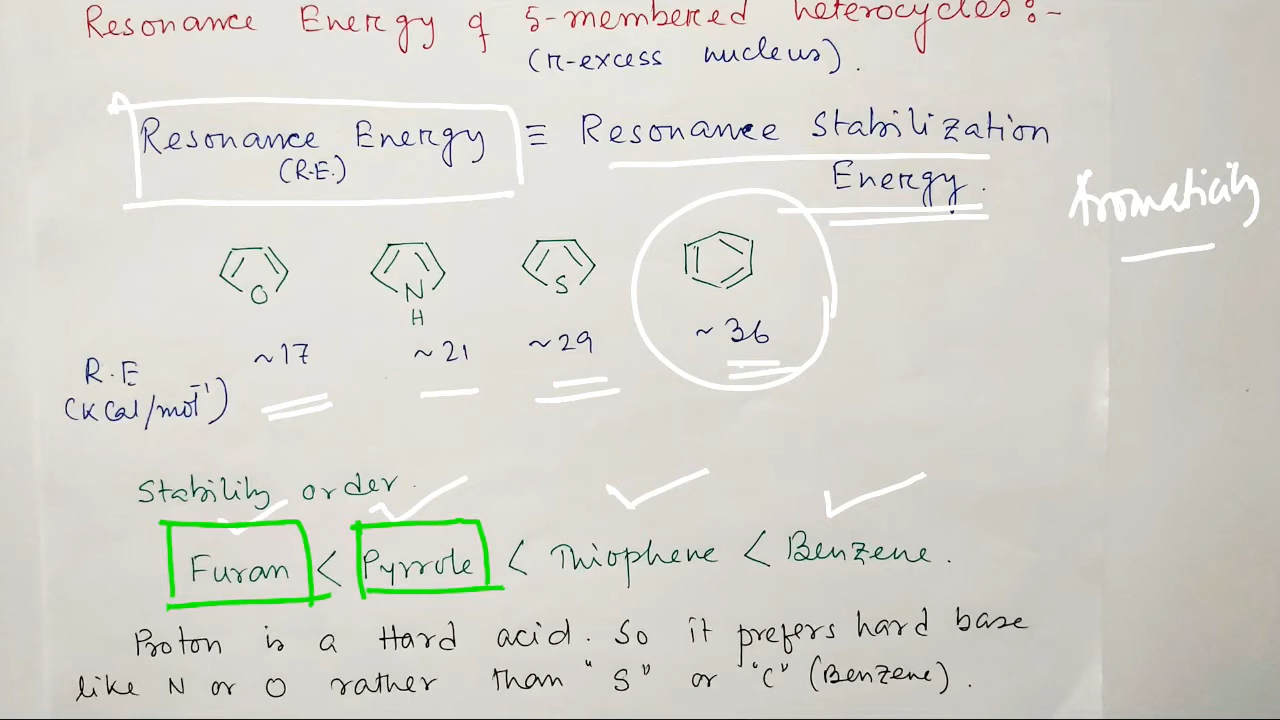 Resonance Energy of 5-membered heterocycles:-
(π-excess nucleus).
Resonance Energy ≡ Resonance Stabilization
(R.E.)
Energy.
Aromaticity
O N S
H
R.E ~17 ~21 ~29 ~36
(KCal/mol⁻¹)
Stability order.
Furan < Pyrrole < Thiophene < Benzene.
Proton is a Hard acid. So it prefers hard base
like N or O rather than "S" or "C" (Benzene).